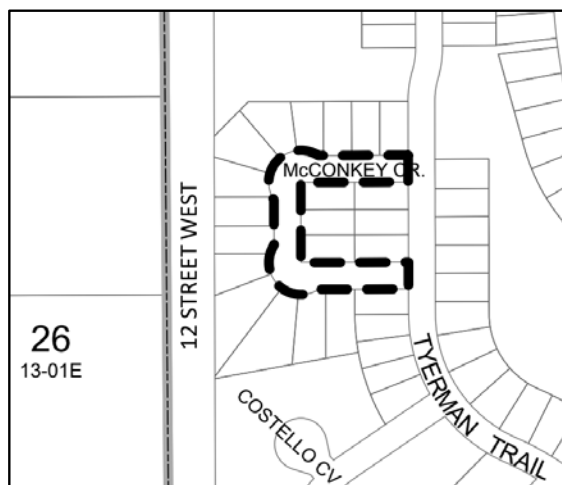 McCONKEY CR.
12 STREET WEST
26
13-01E
TYERMAN TRAIL
COSTELLO CV